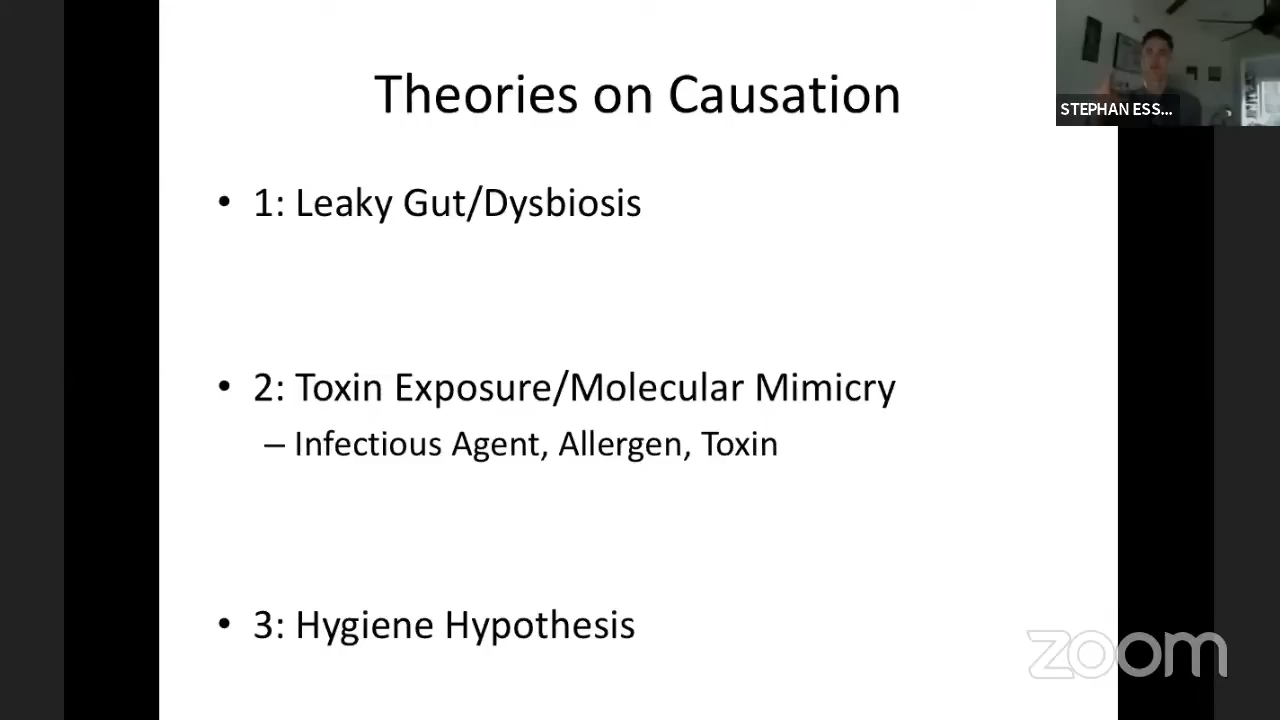 Theories on Causation
STEPHAN ESS...
• 1: Leaky Gut/Dysbiosis
• 2: Toxin Exposure/Molecular Mimicry
– Infectious Agent, Allergen, Toxin
• 3: Hygiene Hypothesis
zoom